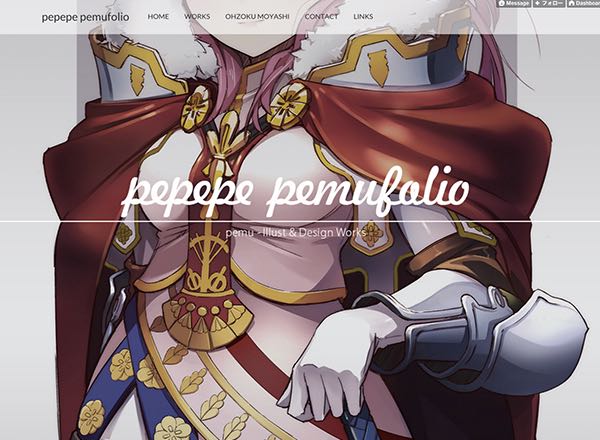 Message + フォロー Dashboar
pepepe pemufolio HOME WORKS OHZOKU MOYASHI CONTACT LINKS
pepepe pemufolio
pemu - Illust & Design Works